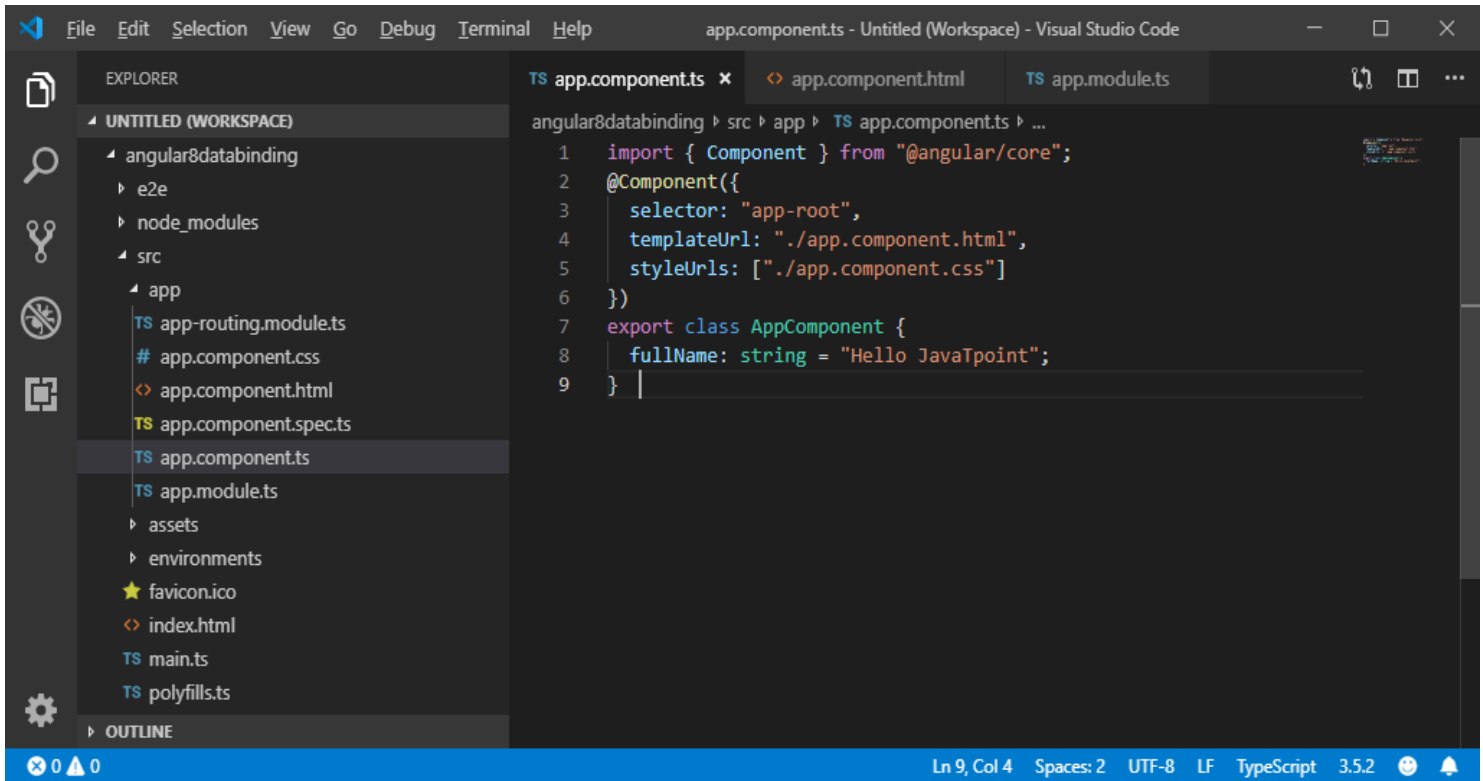 File Edit Selection View Go Debug Terminal Help app.component.ts - Untitled (Workspace) - Visual Studio Code
EXPLORER
UNTITLED (WORKSPACE)
angular8databinding
e2e
node_modules
src
app
TS app-routing.module.ts
# app.component.css
<> app.component.html
TS app.component.spec.ts
TS app.component.ts
TS app.module.ts
assets
environments
favicon.ico
<> index.html
TS main.ts
TS polyfills.ts
OUTLINE
TS app.component.ts × <> app.component.html TS app.module.ts ...
angular8databinding src app TS app.component.ts ...
1 import { Component } from "@angular/core";
2 @Component({
3   selector: "app-root",
4   templateUrl: "./app.component.html",
5   styleUrls: ["./app.component.css"]
6 })
7 export class AppComponent {
8   fullName: string = "Hello JavaTpoint";
9 }
0 0 Ln 9, Col 4 Spaces: 2 UTF-8 LF TypeScript 3.5.2